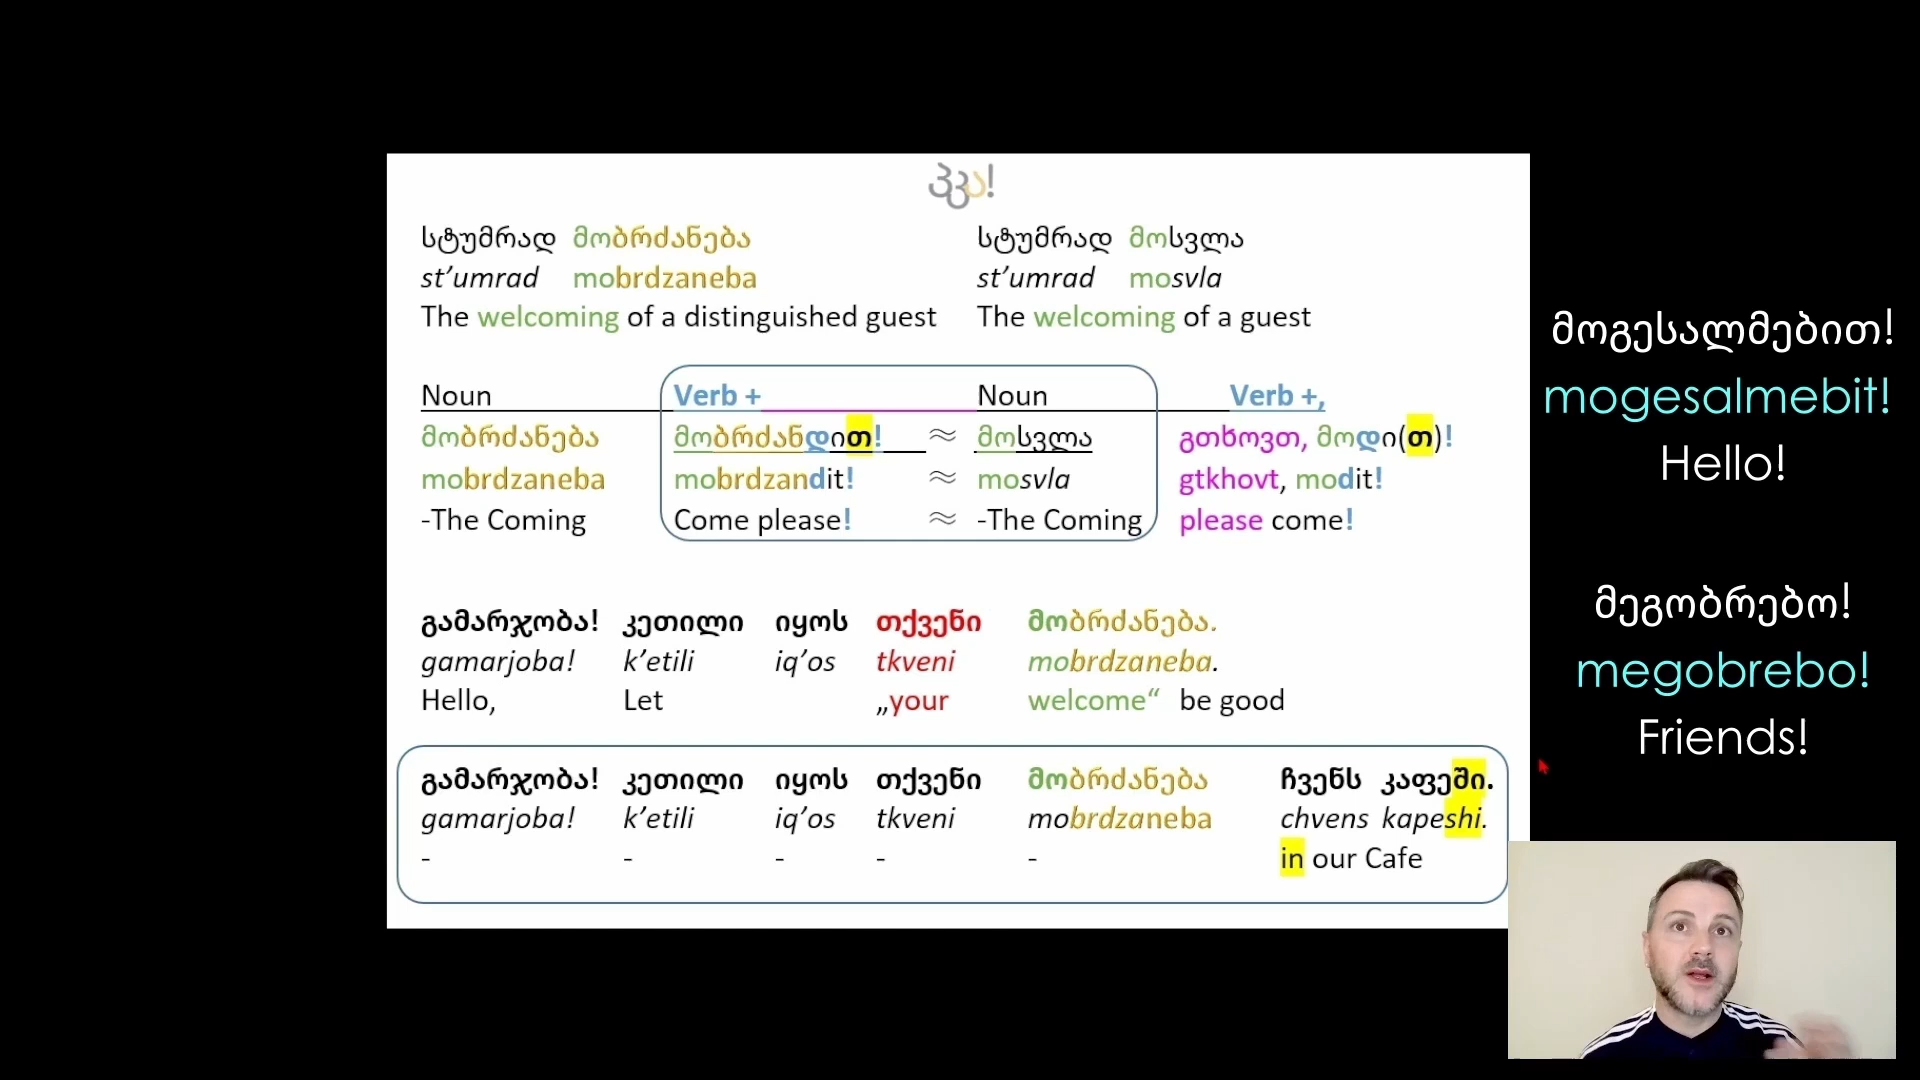 ჰკა!
სტუმრად მობრძანება
st’umrad mobrdzaneba
The welcoming of a distinguished guest
სტუმრად მოსვლა
st’umrad mosvla
The welcoming of a guest
Noun Verb + Noun Verb +,
მობრძანება მობრძანდით! ≈ მოსვლა გთხოვთ, მოდი(თ)!
mobrdzaneba mobrdzandit! ≈ mosvla gtkhovt, modit!
-The Coming Come please! ≈ -The Coming please come!
გამარჯობა! კეთილი იყოს თქვენი მობრძანება.
gamarjoba! k’etili iq’os tkveni mobrdzaneba.
Hello, Let „your welcome“ be good
გამარჯობა! კეთილი იყოს თქვენი მობრძანება ჩვენს კაფეში.
gamarjoba! k’etili iq’os tkveni mobrdzaneba chvens kapeshi.
- - - - - in our Cafe
მოგესალმებით!
mogesalmebit!
Hello!
მეგობრებო!
megobrebo!
Friends!